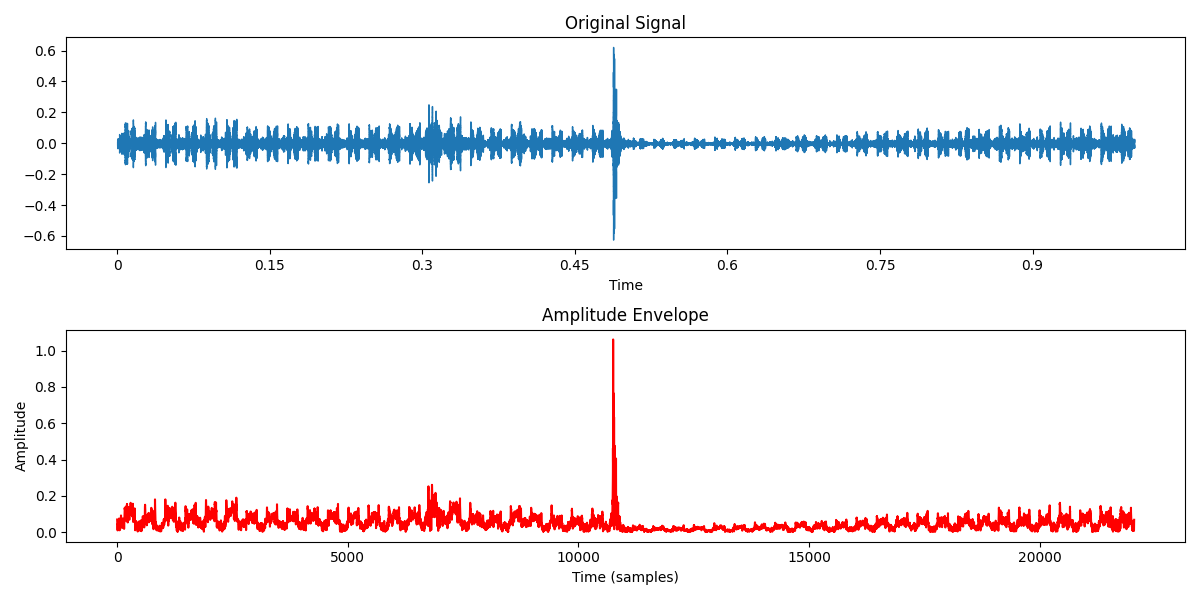 Original Signal
0.6
0.4
0.2
0.0
−0.2
−0.4
−0.6
0 0.15 0.3 0.45 0.6 0.75 0.9
Time
Amplitude Envelope
Amplitude
1.0
0.8
0.6
0.4
0.2
0.0
0 5000 10000 15000 20000
Time (samples)